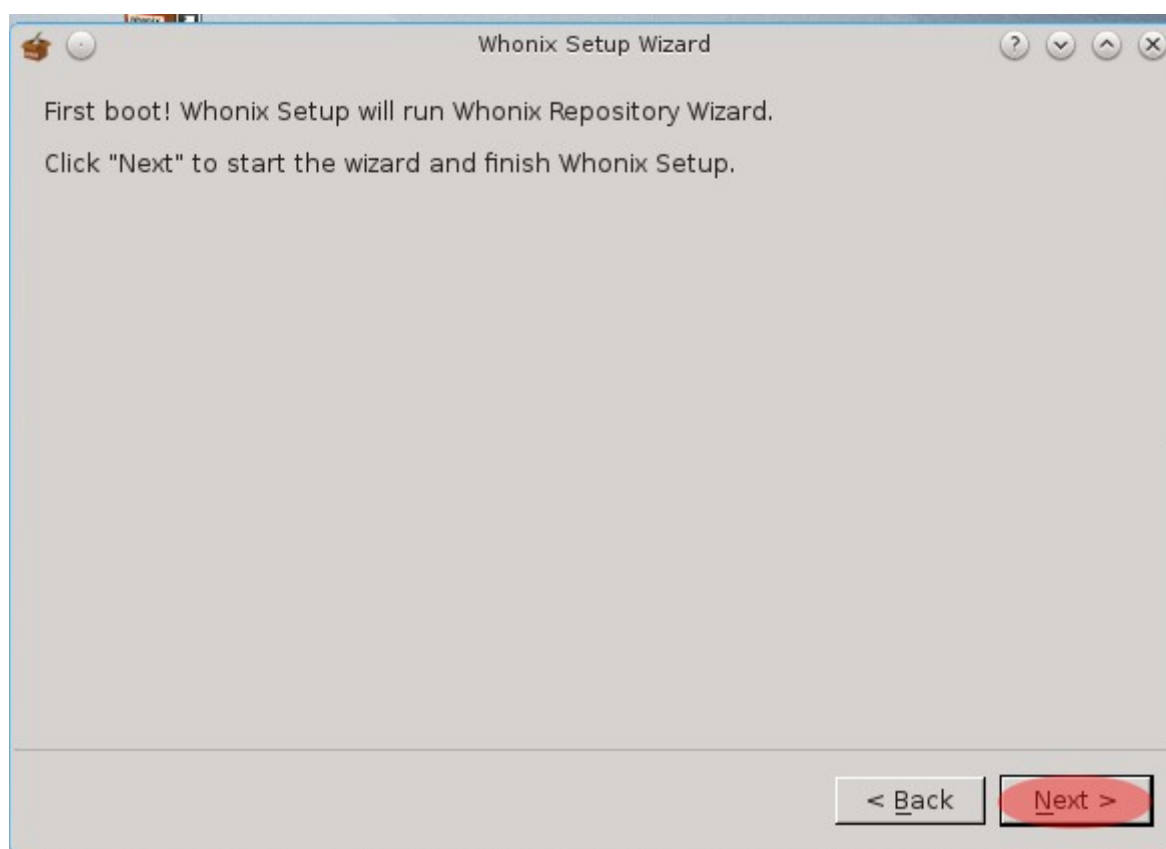 Whonix Setup Wizard
First boot! Whonix Setup will run Whonix Repository Wizard.
Click "Next" to start the wizard and finish Whonix Setup.
< Back
Next >